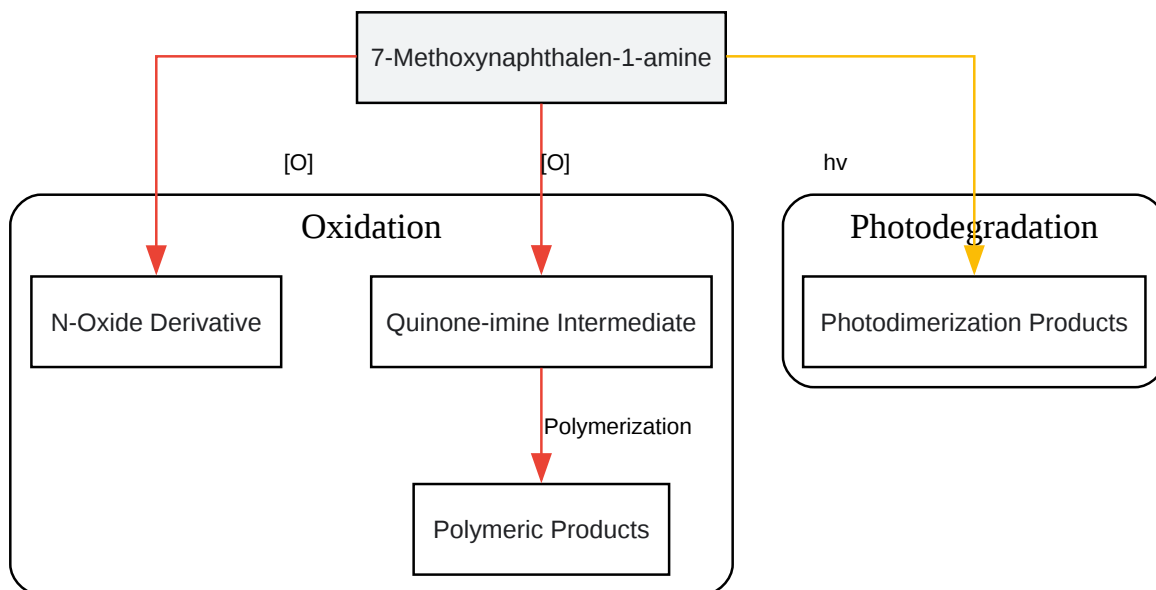 7-Methoxynaphthalen-1-amine
[O]
[O]
hv
Oxidation
Photodegradation
N-Oxide Derivative
Quinone-imine Intermediate
Photodimerization Products
Polymerization
Polymeric Products